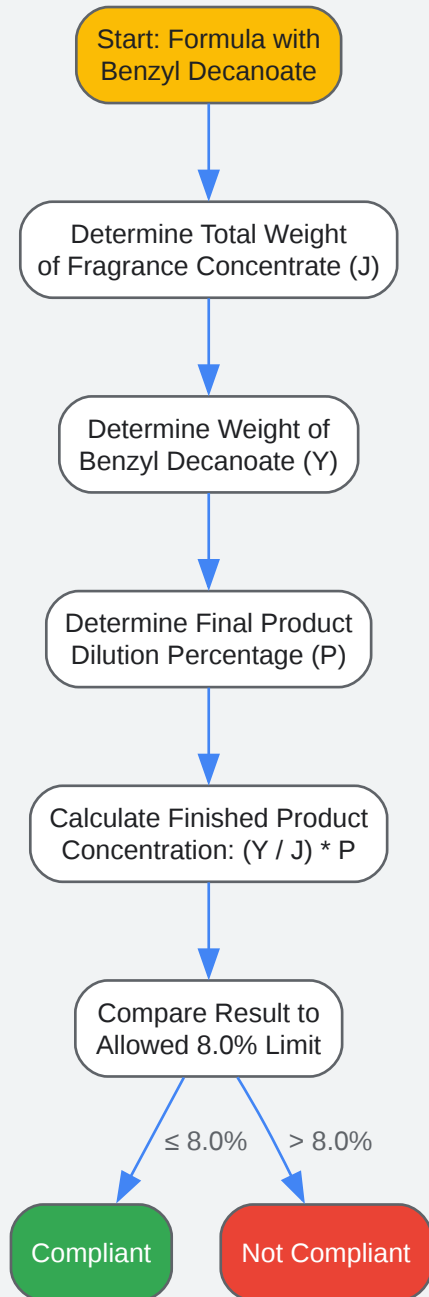 Start: Formula with
Benzyl Decanoate
Determine Total Weight
of Fragrance Concentrate (J)
Determine Weight of
Benzyl Decanoate (Y)
Determine Final Product
Dilution Percentage (P)
Calculate Finished Product
Concentration: (Y / J) * P
Compare Result to
Allowed 8.0% Limit
≤ 8.0%
> 8.0%
Compliant
Not Compliant